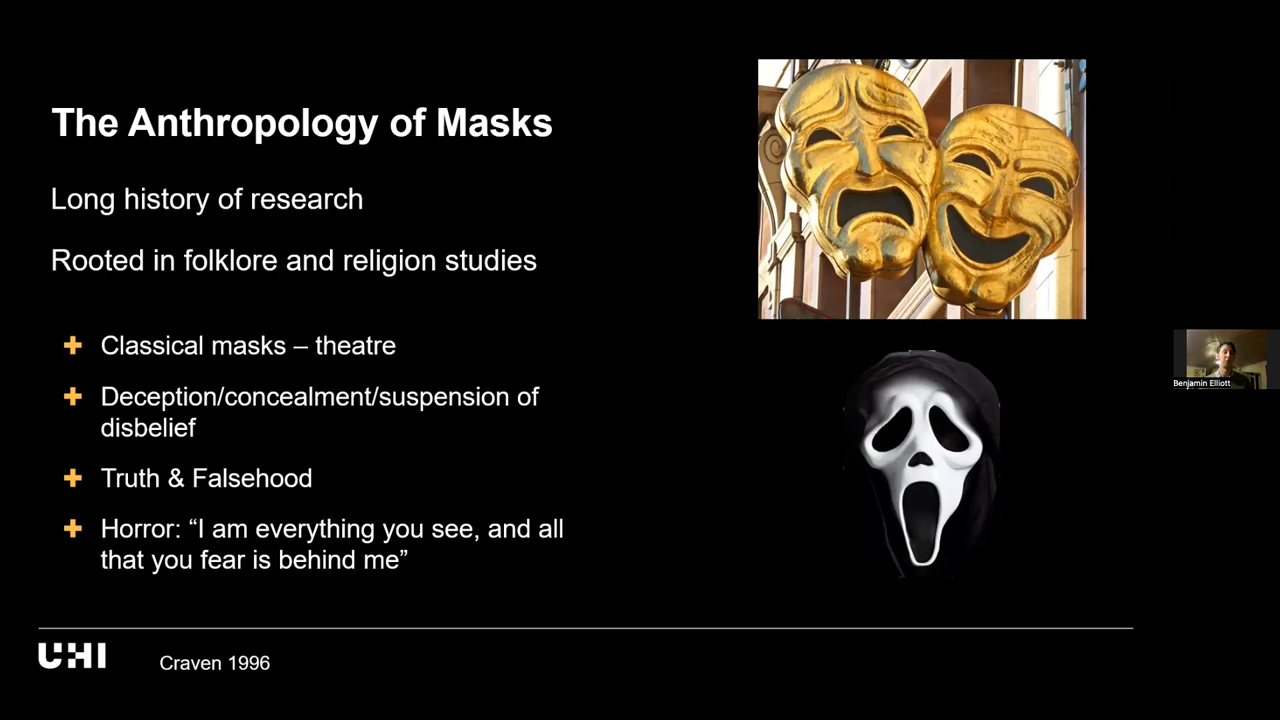 The Anthropology of Masks
Long history of research
Rooted in folklore and religion studies
Classical masks – theatre
Deception/concealment/suspension of
disbelief
Truth & Falsehood
Horror: “I am everything you see, and all
that you fear is behind me”
Benjamin Elliott
UHI
Craven 1996